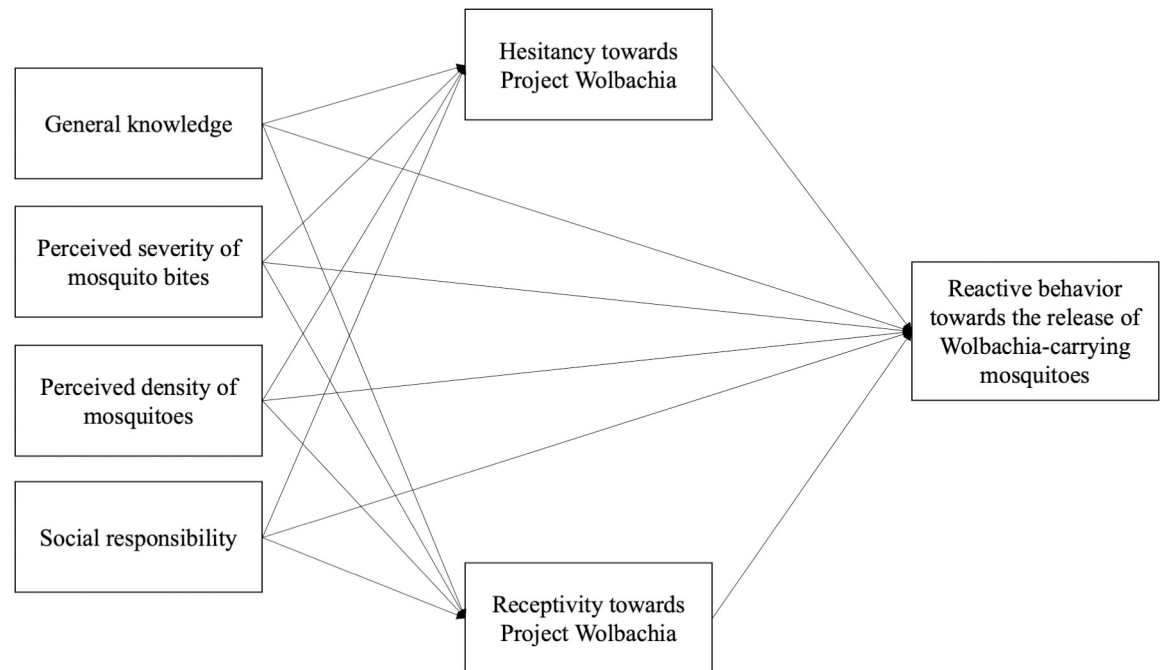 Hesitancy towards
Project Wolbachia
General knowledge
Perceived severity of
mosquito bites
Perceived density of
mosquitoes
Social responsibility
Reactive behavior
towards the release of
Wolbachia-carrying
mosquitoes
Receptivity towards
Project Wolbachia